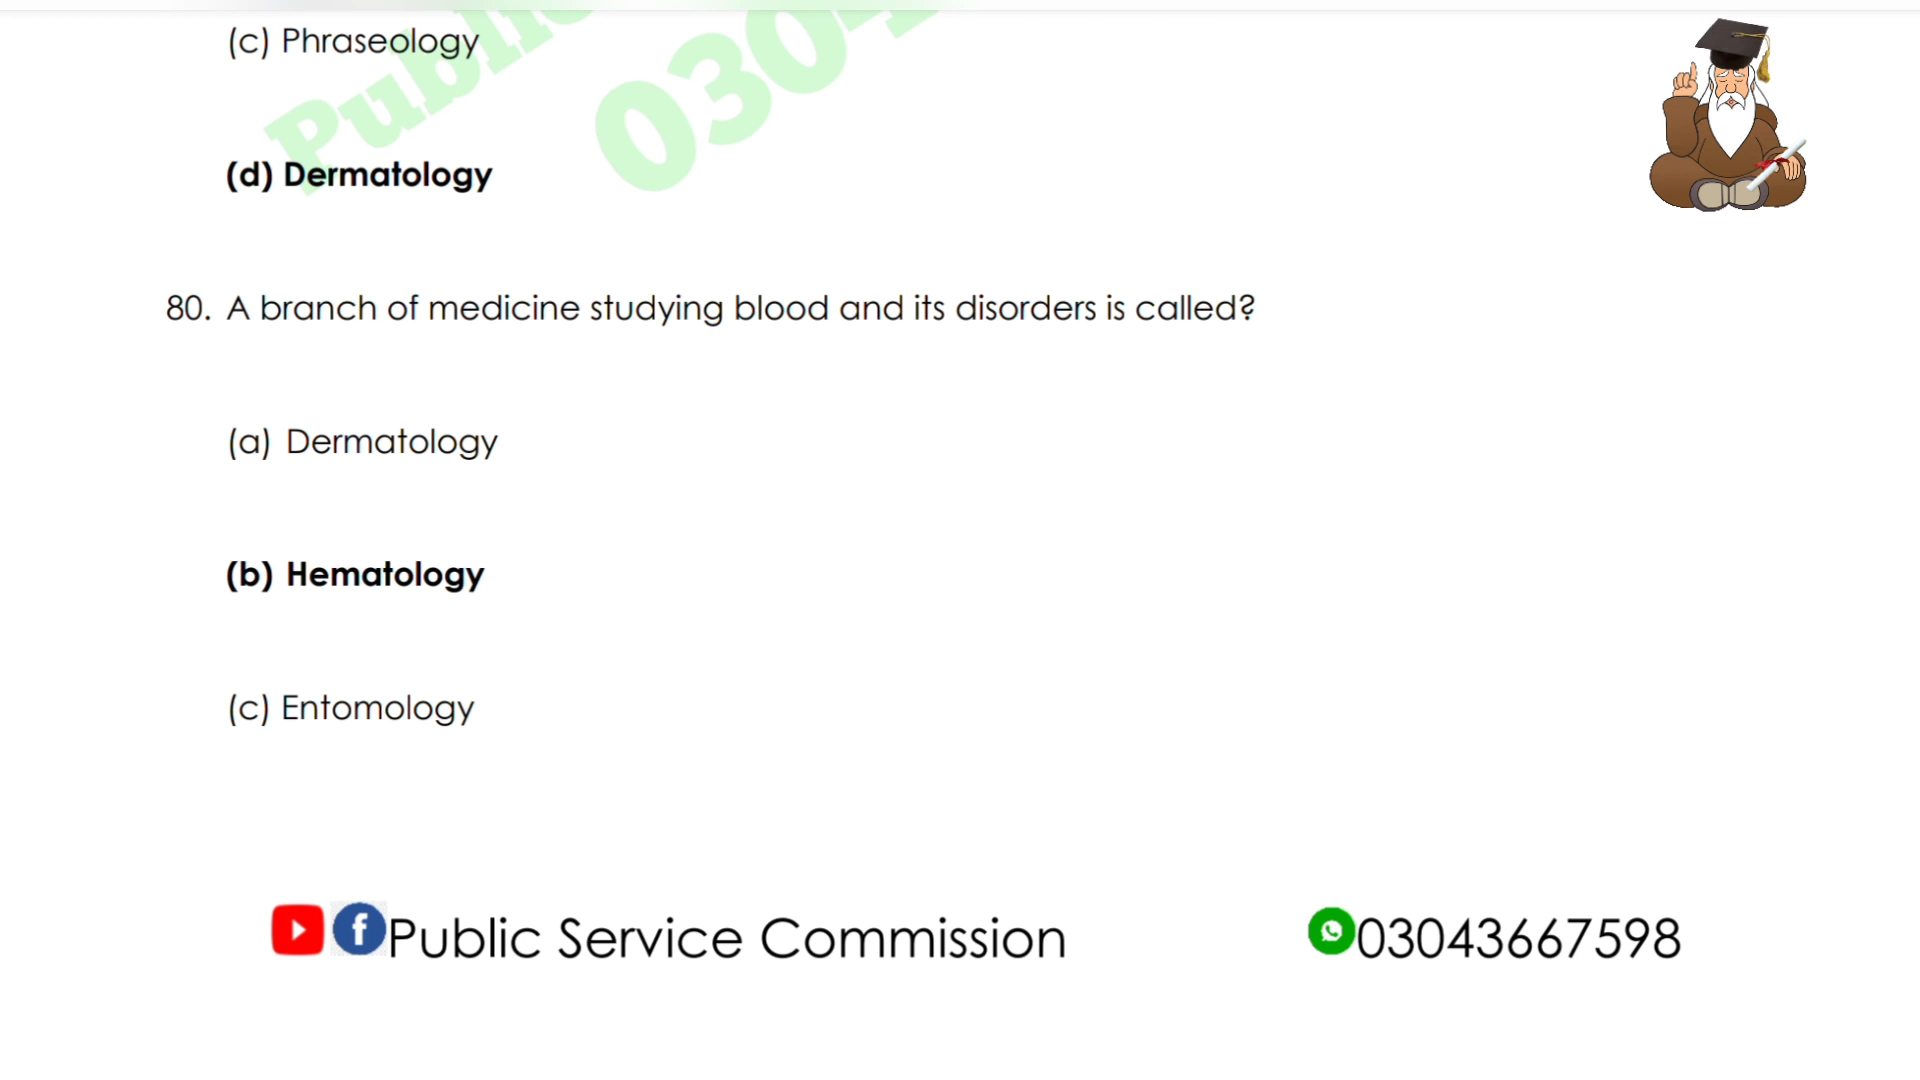 (c) Phraseology
(d) Dermatology
80. A branch of medicine studying blood and its disorders is called?
(a) Dermatology
(b) Hematology
(c) Entomology
Public Service Commission
03043667598